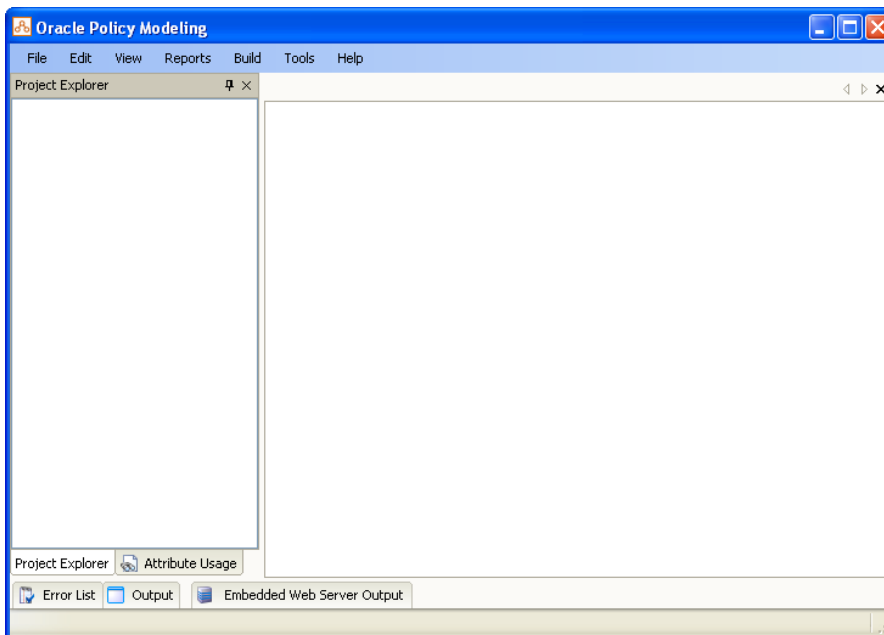 Oracle Policy Modeling
File Edit View Reports Build Tools Help
Project Explorer
Project Explorer Attribute Usage
Error List Output Embedded Web Server Output